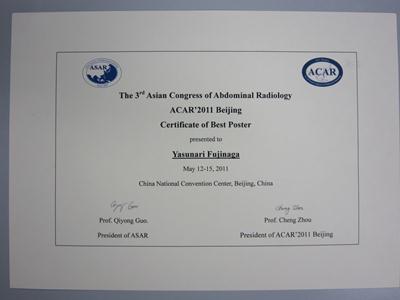 ASAR
ACAR
The 3rd Asian Congress of Abdominal Radiology
ACAR'2011 Beijing
Certificate of Best Poster
presented to
Yasunari Fujinaga
May 12-15, 2011
China National Convention Center, Beijing, China
Prof. Qiyong Guo.
Prof. Cheng Zhou
President of ASAR
President of ACAR'2011 Beijing